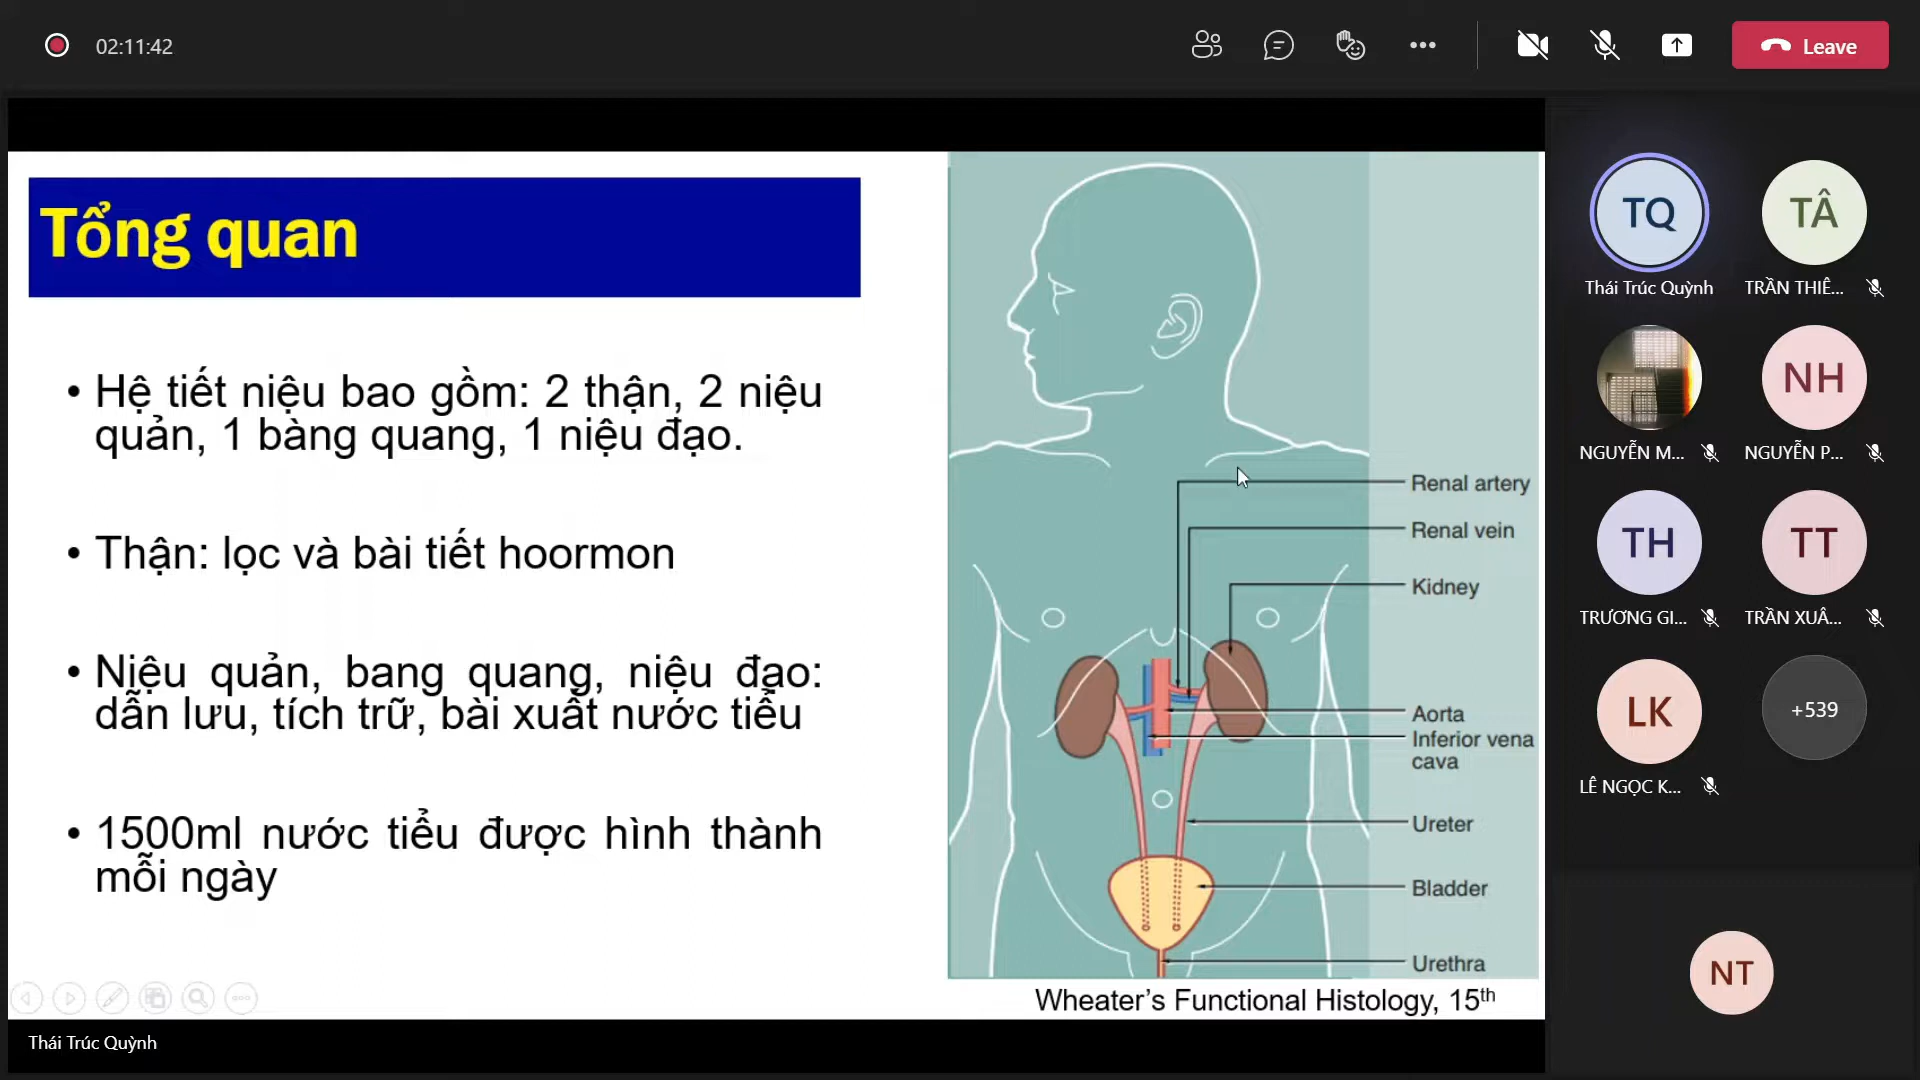 02:11:42
Leave
Tổng quan
• Hệ tiết niệu bao gồm: 2 thận, 2 niệu
quản, 1 bàng quang, 1 niệu đạo.
• Thận: lọc và bài tiết hoormon
• Niệu quản, bang quang, niệu đạo:
dẫn lưu, tích trữ, bài xuất nước tiểu
• 1500ml nước tiểu được hình thành
mỗi ngày
Renal artery
Renal vein
Kidney
Aorta
Inferior vena
cava
Ureter
Bladder
Urethra
Wheater's Functional Histology, 15th
Thái Trúc Quỳnh
TQ
Thái Trúc Quỳnh
TÂ
TRẦN THIÊ...
NGUYỄN M...
NH
NGUYỄN P...
TH
TRƯƠNG GI...
TT
TRẦN XUÂ...
LK
LÊ NGỌC K...
+539
NT